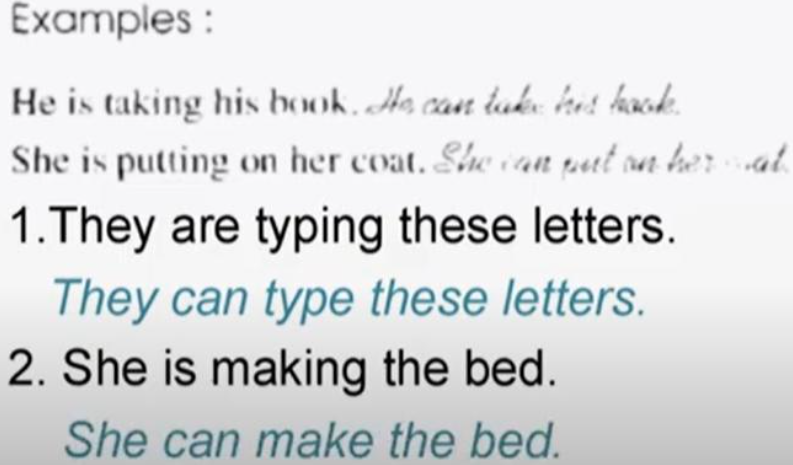 Examples :
He is taking his book. He can take his book.
She is putting on her coat. She can put on her coat.
1.They are typing these letters.
They can type these letters.
2. She is making the bed.
She can make the bed.